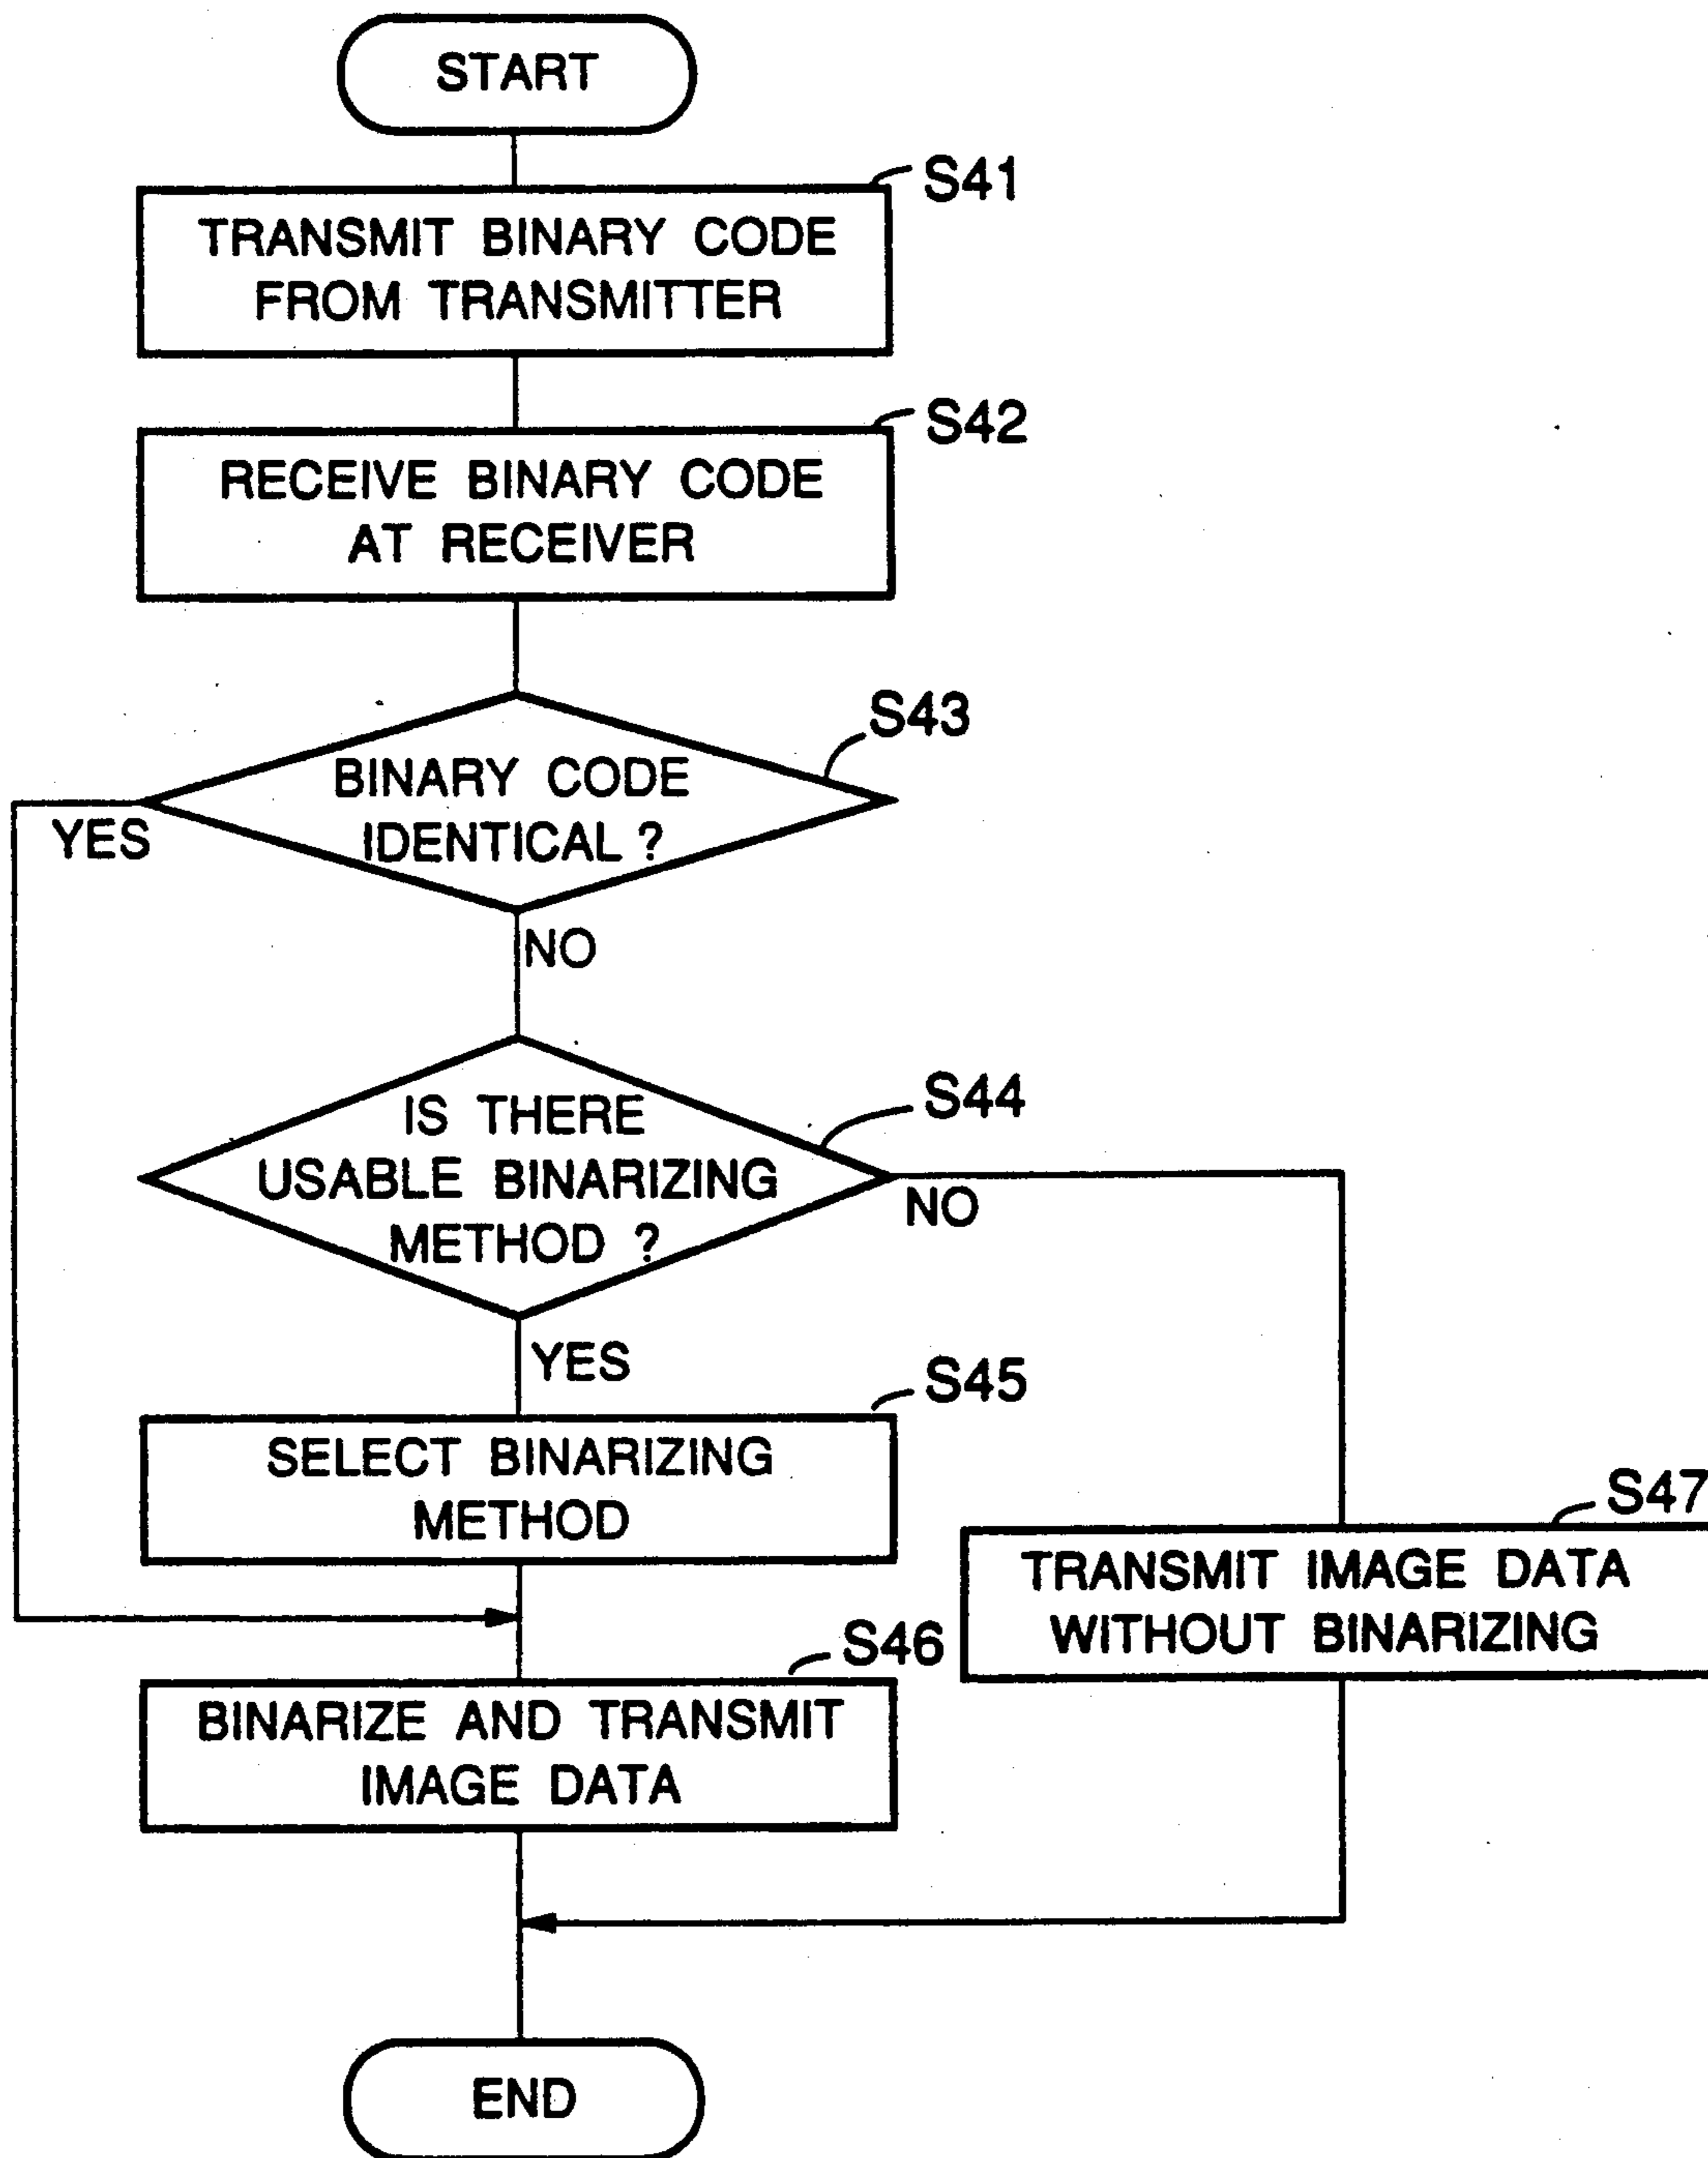 START
S41
TRANSMIT BINARY CODE
FROM TRANSMITTER
S42
RECEIVE BINARY CODE
AT RECEIVER
S43
BINARY CODE
IDENTICAL ?
YES
NO
S44
IS THERE
USABLE BINARIZING
METHOD ?
NO
YES
S45
SELECT BINARIZING
METHOD
S47
TRANSMIT IMAGE DATA
WITHOUT BINARIZING
S46
BINARIZE AND TRANSMIT
IMAGE DATA
END